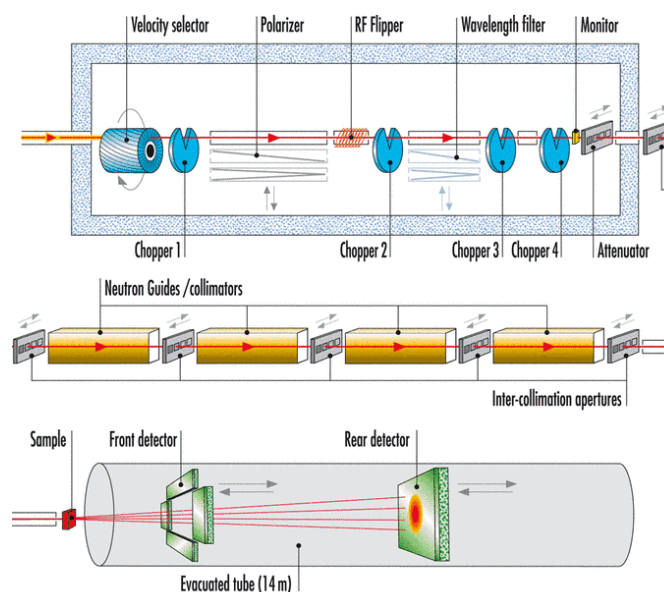 Velocity selector
Polarizer
RF Flipper
Wavelength filter
Monitor
Chopper 1
Chopper 2
Chopper 3
Chopper 4
Attenuator
Neutron Guides /collimators
Inter-collimation apertures
Sample
Front detector
Rear detector
Evacuated tube (14 m)